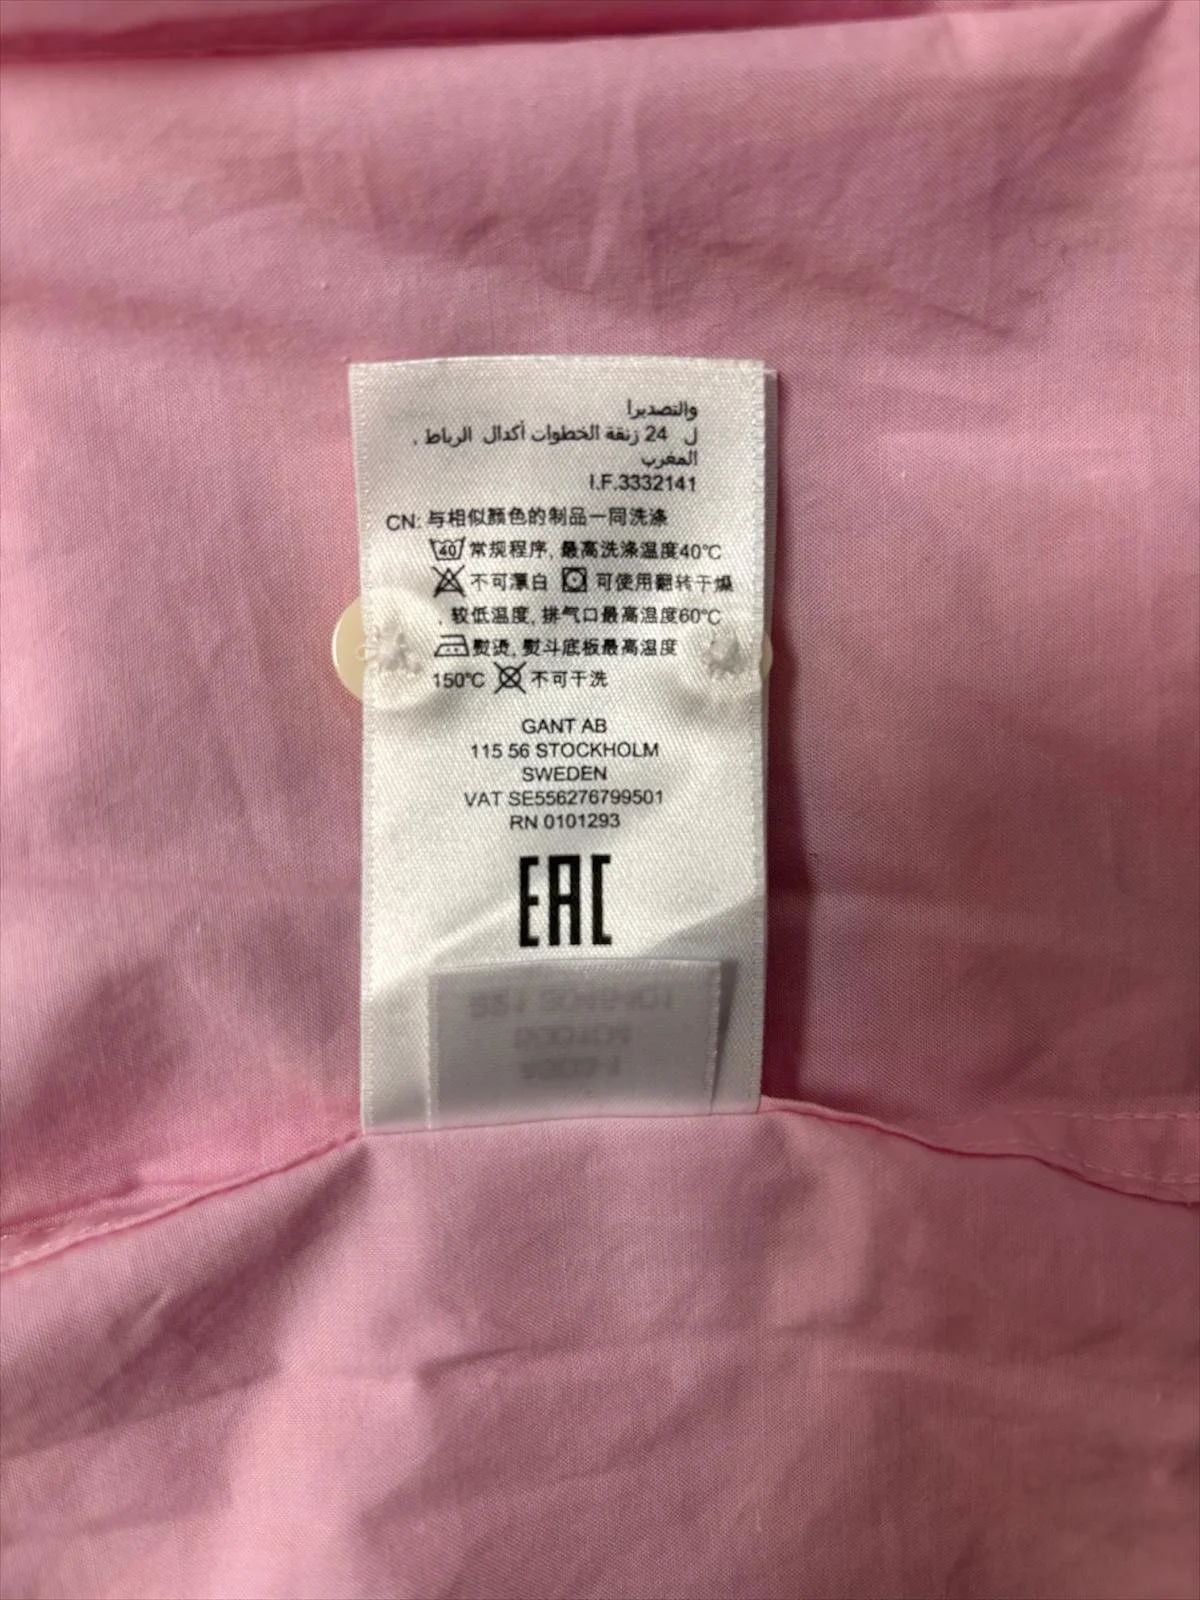 والتصديرا
ل 24 زنقة الخطوات أكدال الرباط ,
المغرب
I.F.3332141
CN: 与相似颜色的制品一同洗涤
40 常规程序, 最高洗涤温度40℃
不可漂白 可使用翻转干燥
, 较低温度, 排气口最高温度60℃
熨烫, 熨斗底板最高温度
150℃ 不可干洗
GANT AB
115 56 STOCKHOLM
SWEDEN
VAT SE556276799501
RN 0101293
EAC